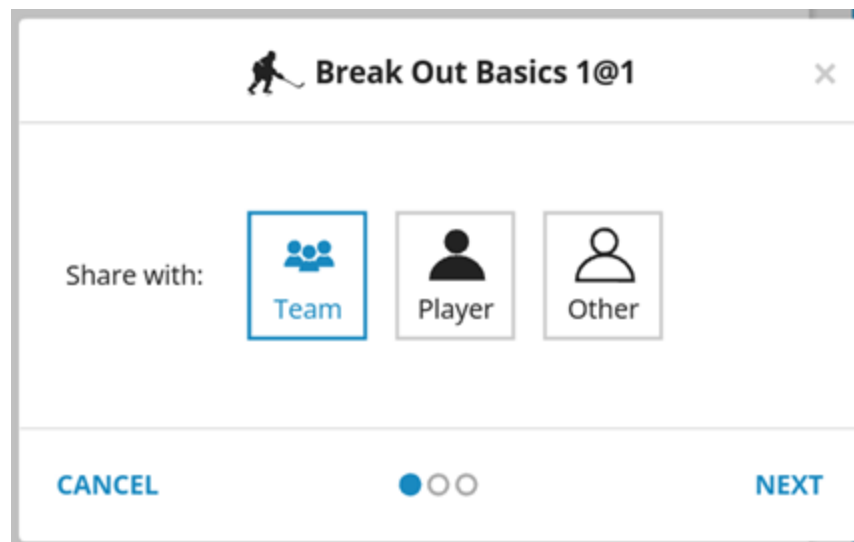 Break Out Basics 1@1 ×
Share with:
Team
Player
Other
CANCEL
NEXT